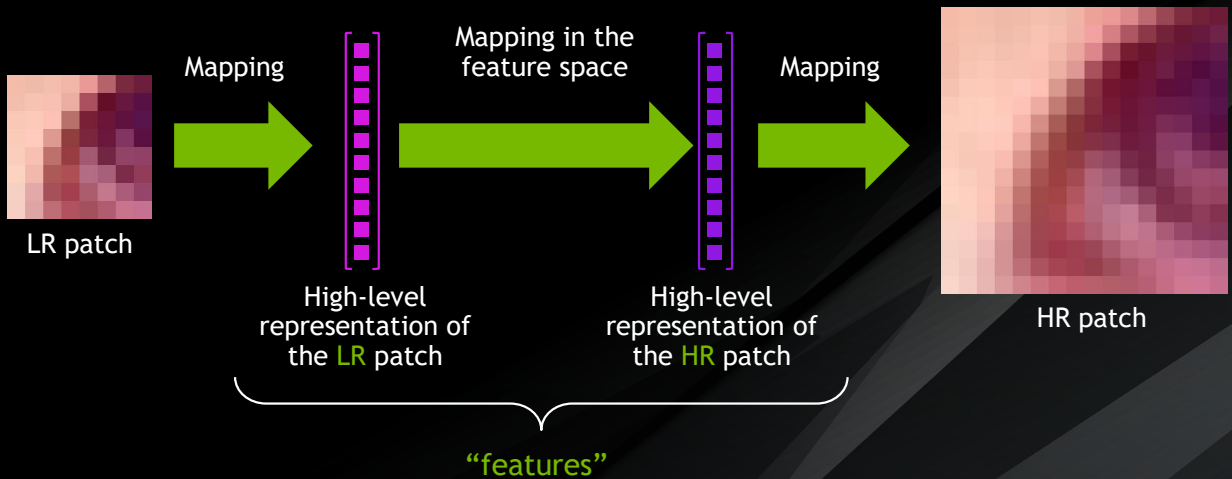 Mapping
Mapping in the
feature space
Mapping
LR patch
High-level
representation of
the LR patch
High-level
representation of
the HR patch
HR patch
“features”